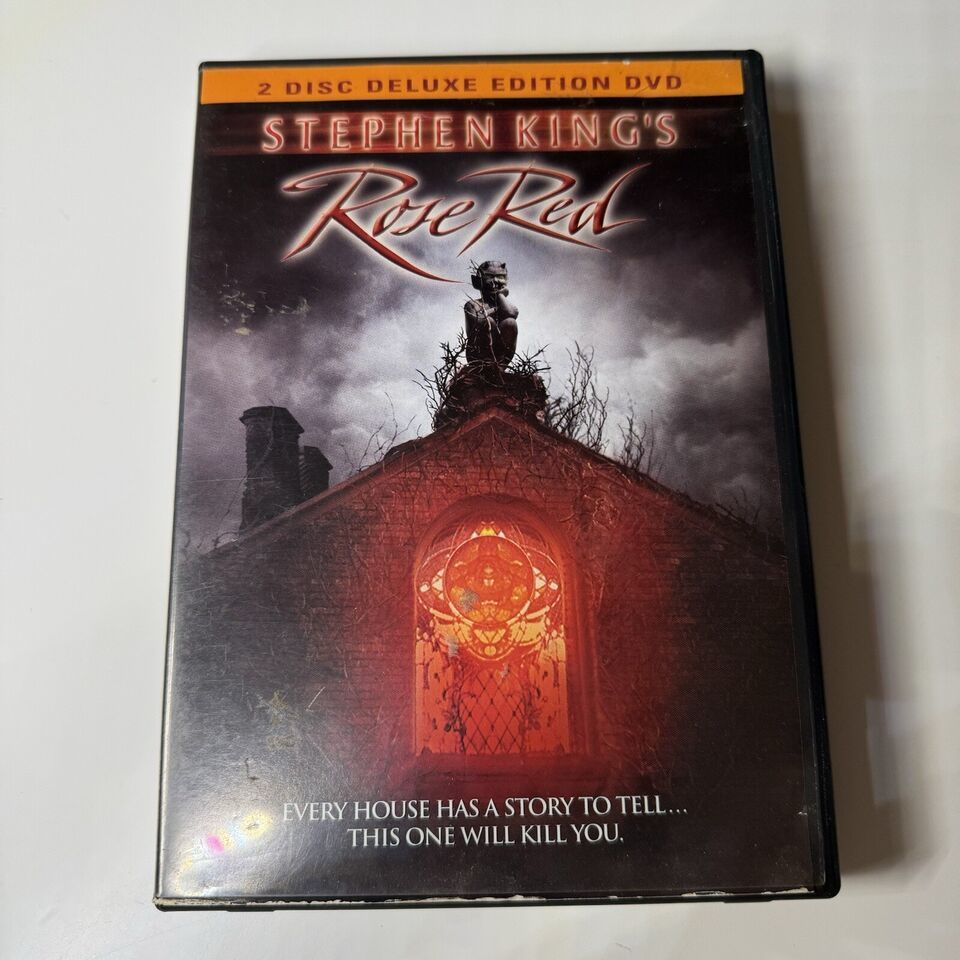 2 DISC DELUXE EDITION DVD
STEPHEN KING'S
Rose Red
EVERY HOUSE HAS A STORY TO TELL...
THIS ONE WILL KILL YOU.